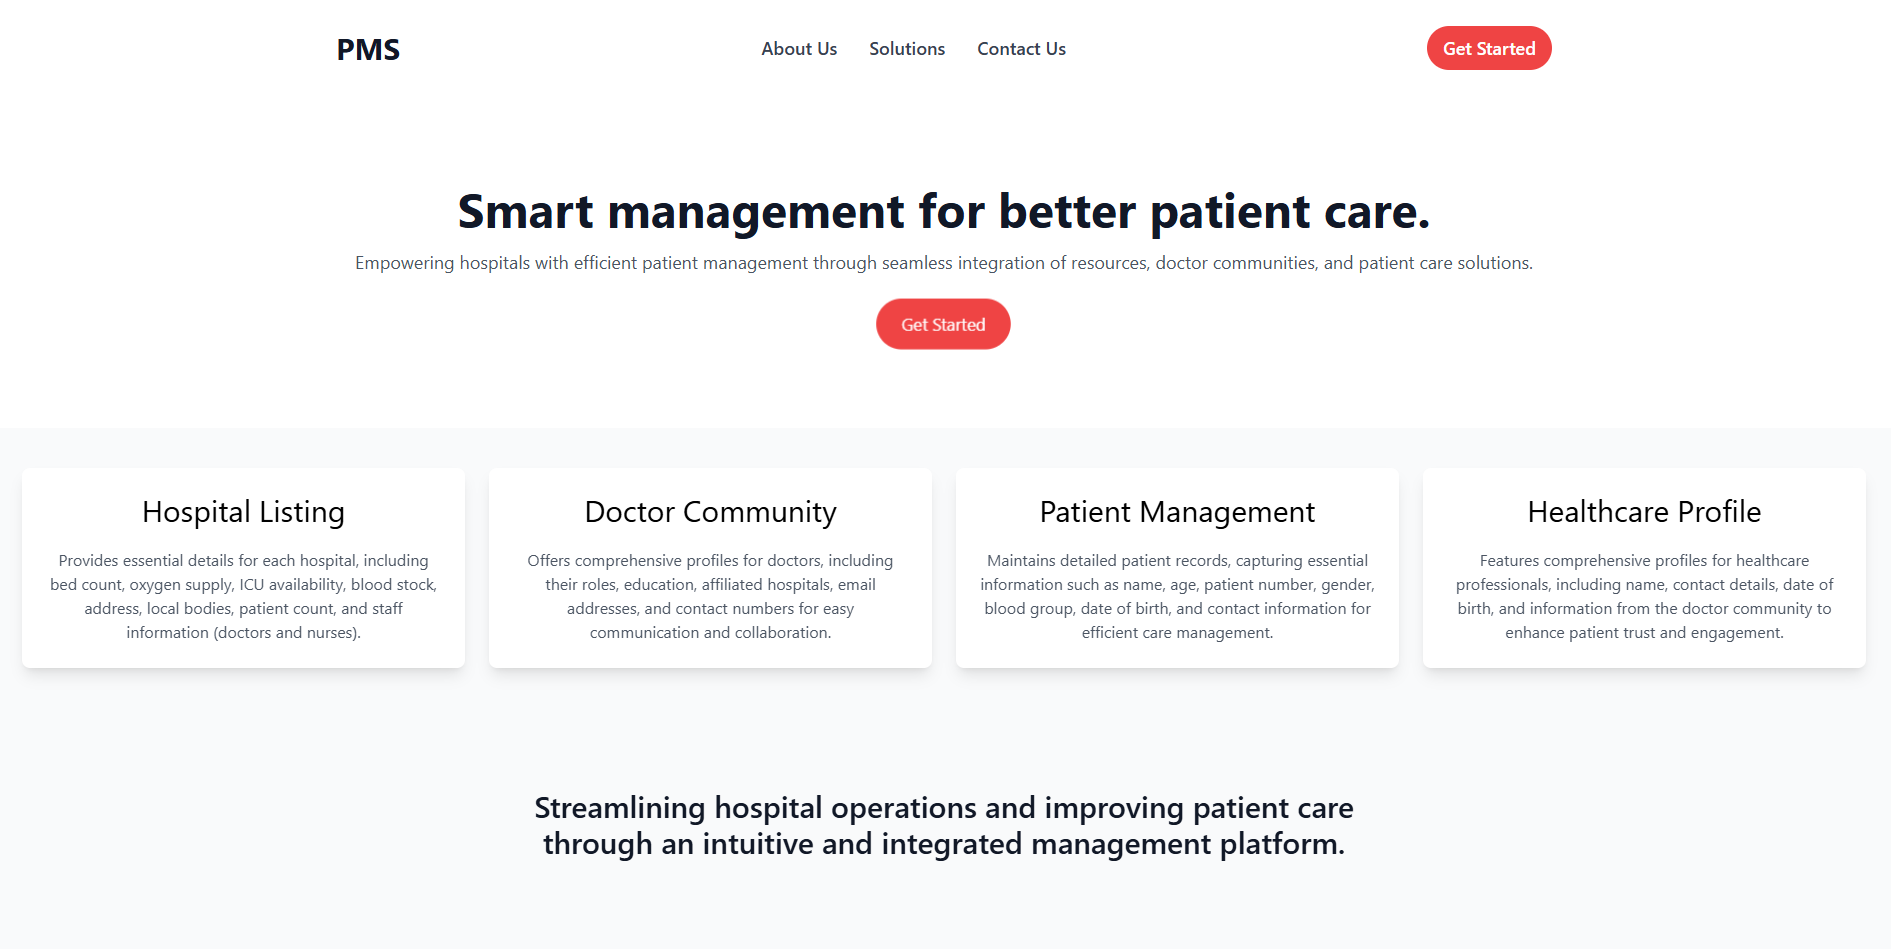 PMS
About Us
Solutions
Contact Us
Get Started
Smart management for better patient care.
Empowering hospitals with efficient patient management through seamless integration of resources, doctor communities, and patient care solutions.
Get Started
Hospital Listing
Provides essential details for each hospital, including
bed count, oxygen supply, ICU availability, blood stock,
address, local bodies, patient count, and staff
information (doctors and nurses).
Doctor Community
Offers comprehensive profiles for doctors, including
their roles, education, affiliated hospitals, email
addresses, and contact numbers for easy
communication and collaboration.
Patient Management
Maintains detailed patient records, capturing essential
information such as name, age, patient number, gender,
blood group, date of birth, and contact information for
efficient care management.
Healthcare Profile
Features comprehensive profiles for healthcare
professionals, including name, contact details, date of
birth, and information from the doctor community to
enhance patient trust and engagement.
Streamlining hospital operations and improving patient care
through an intuitive and integrated management platform.